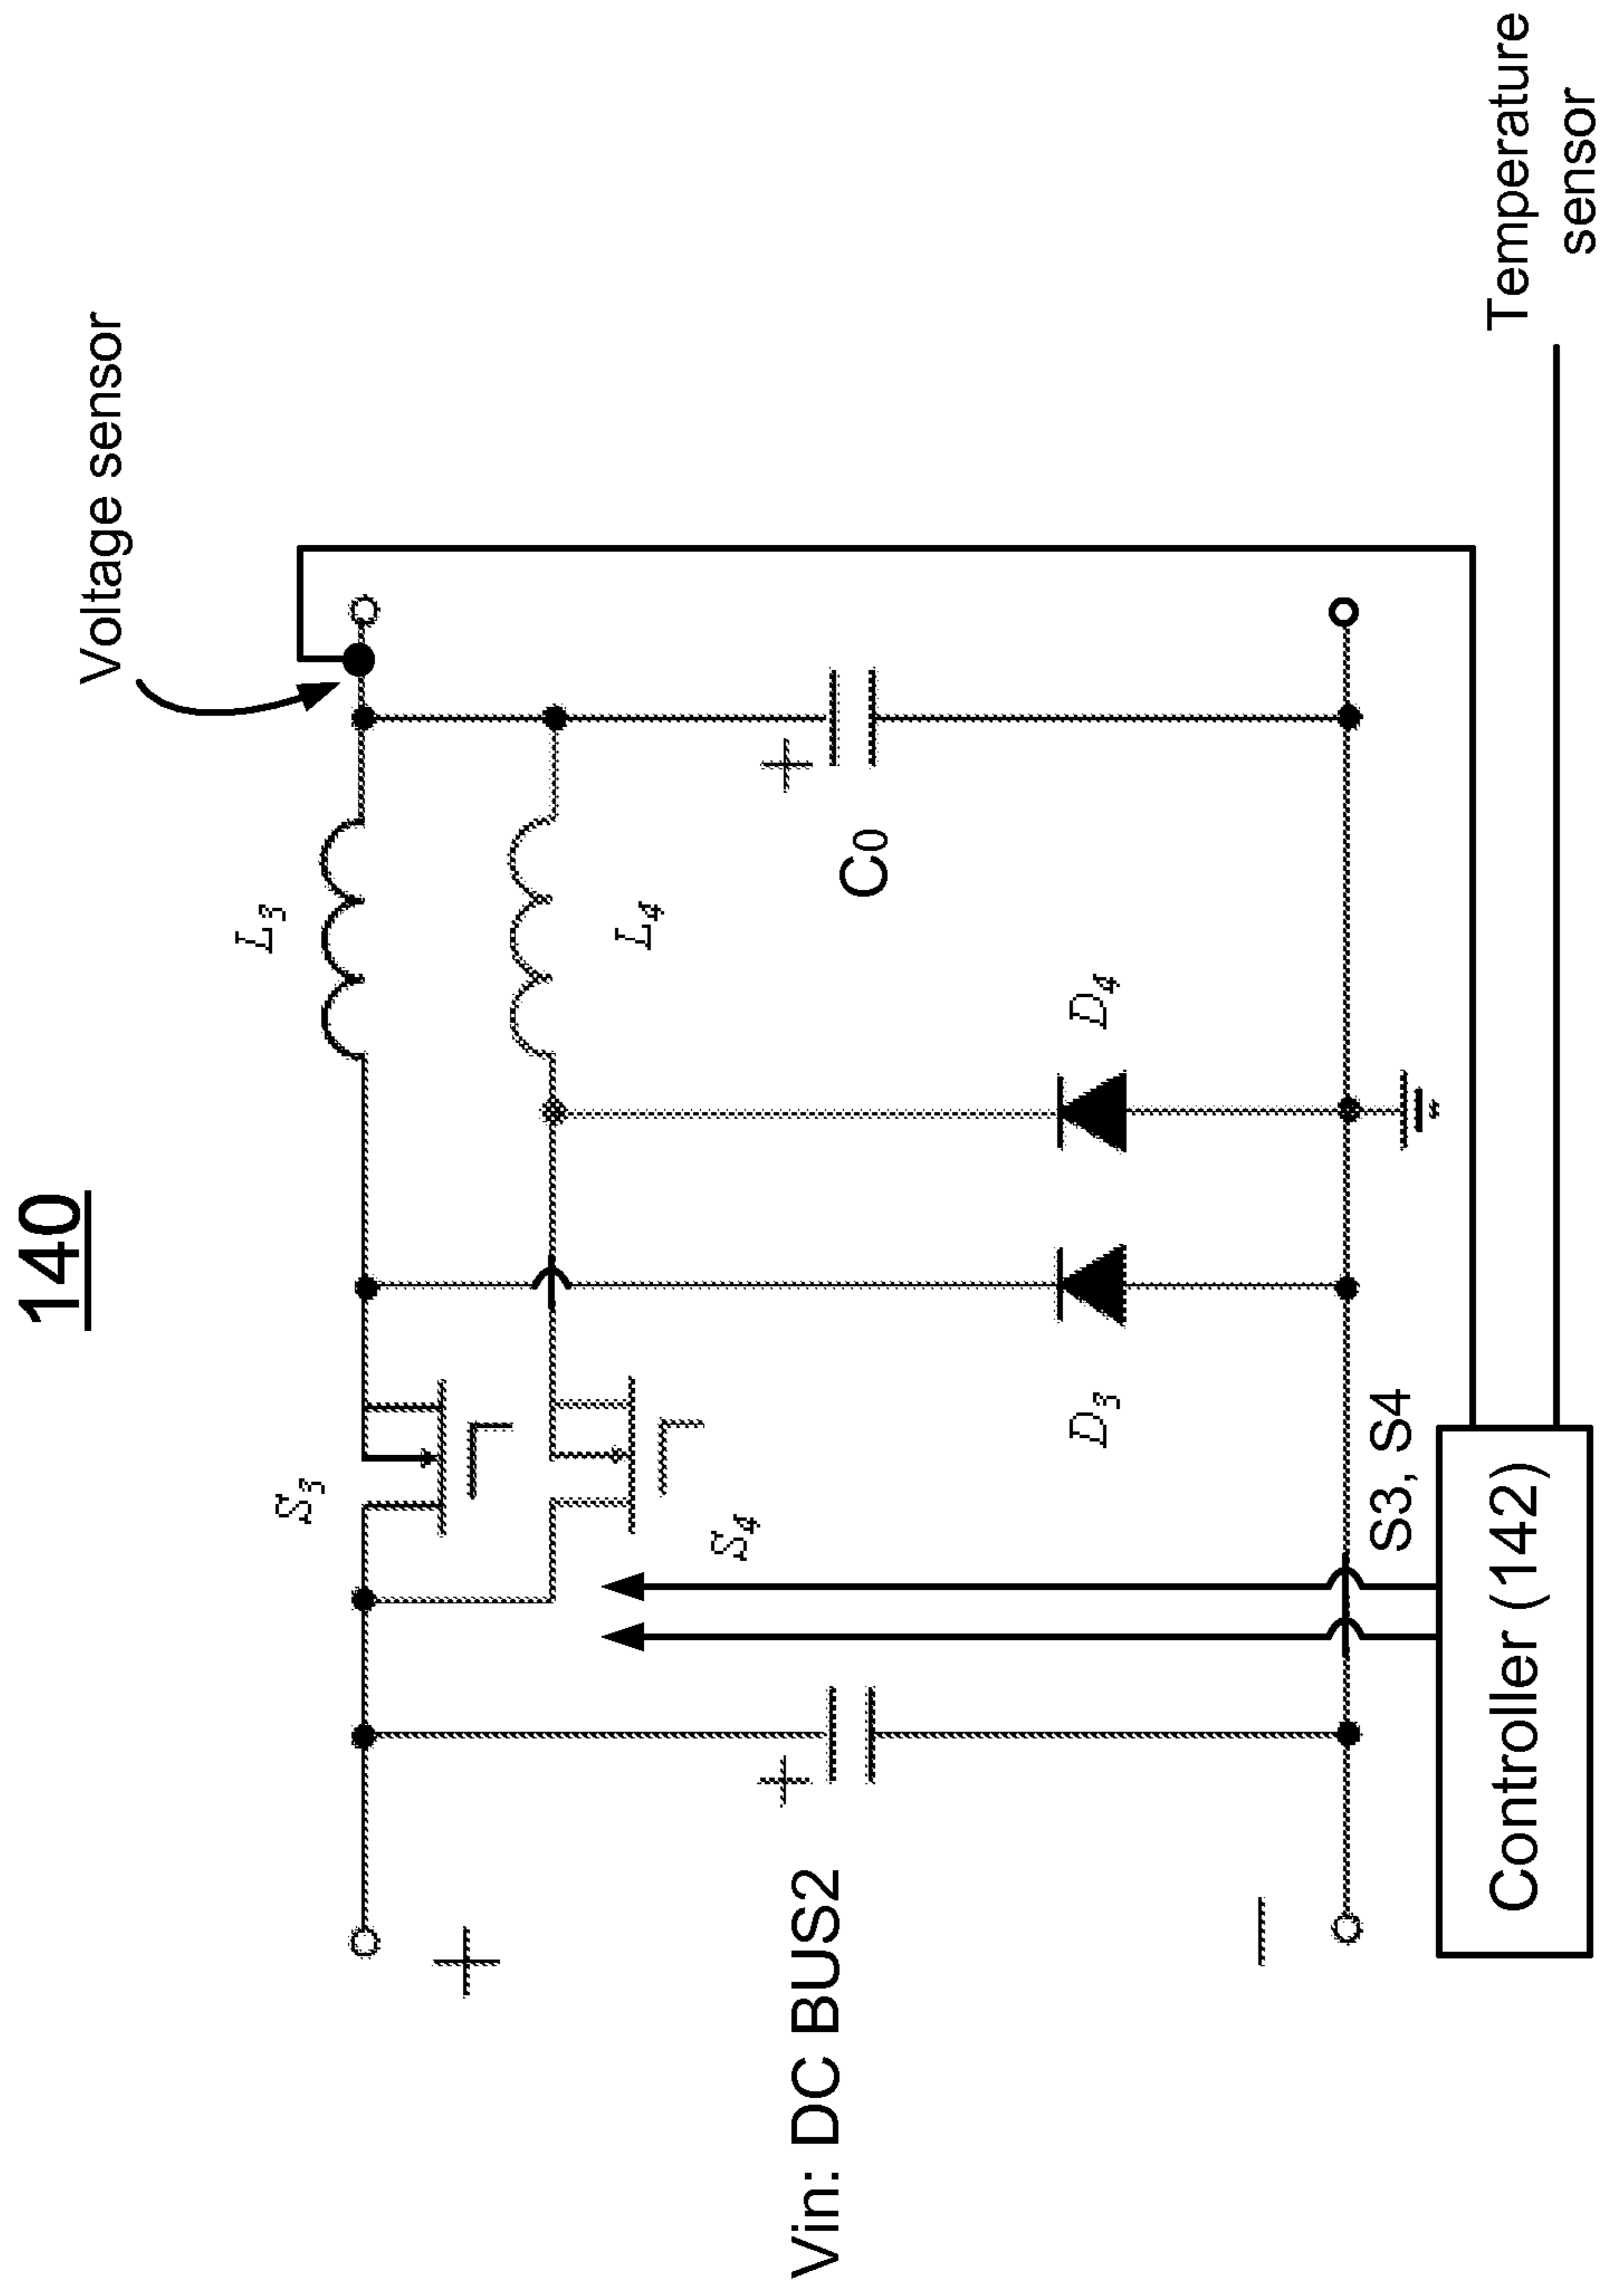 140
Voltage sensor
L3
S3
L4
S4
C0
D3
D4
+
+
+
Vin: DC BUS2
S3, S4
Controller (142)
Temperature
sensor